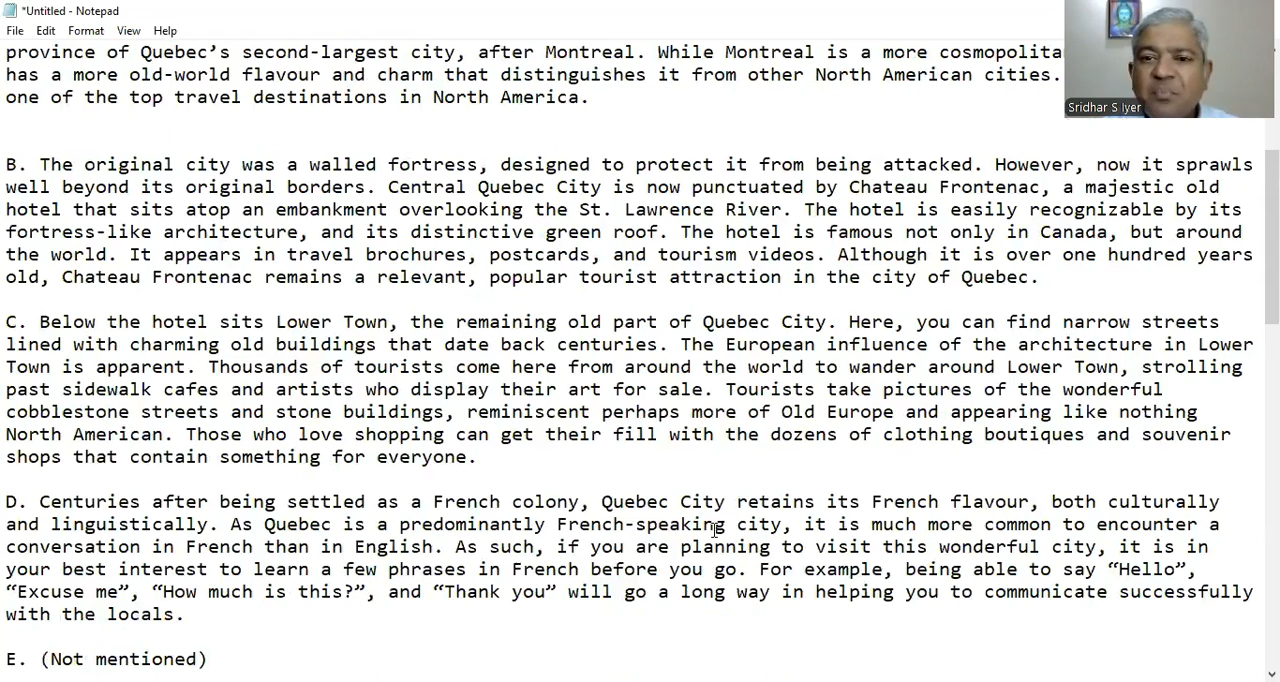 *Untitled - Notepad
File Edit Format View Help
province of Quebec’s second-largest city, after Montreal. While Montreal is a more
has a more old-world flavour and charm that distinguishes it from other North American cities.
one of the top travel destinations in North America.
Sridhar S Iyer
B. The original city was a walled fortress, designed to protect it from being attacked. However, now it sprawls
well beyond its original borders. Central Quebec City is now punctuated by Chateau Frontenac, a majestic old
hotel that sits atop an embankment overlooking the St. Lawrence River. The hotel is easily recognizable by its
fortress-like architecture, and its distinctive green roof. The hotel is famous not only in Canada, but around
the world. It appears in travel brochures, postcards, and tourism videos. Although it is over one hundred years
old, Chateau Frontenac remains a relevant, popular tourist attraction in the city of Quebec.
C. Below the hotel sits Lower Town, the remaining old part of Quebec City. Here, you can find narrow streets
lined with charming old buildings that date back centuries. The European influence of the architecture in Lower
Town is apparent. Thousands of tourists come here from around the world to wander around Lower Town, strolling
past sidewalk cafes and artists who display their art for sale. Tourists take pictures of the wonderful
cobblestone streets and stone buildings, reminiscent perhaps more of Old Europe and appearing like nothing
North American. Those who love shopping can get their fill with the dozens of clothing boutiques and souvenir
shops that contain something for everyone.
D. Centuries after being settled as a French colony, Quebec City retains its French flavour, both culturally
and linguistically. As Quebec is a predominantly French-speaking city, it is much more common to encounter a
conversation in French than in English. As such, if you are planning to visit this wonderful city, it is in
your best interest to learn a few phrases in French before you go. For example, being able to say “Hello”,
“Excuse me”, “How much is this?”, and “Thank you” will go a long way in helping you to communicate successfully
with the locals.
E. (Not mentioned)